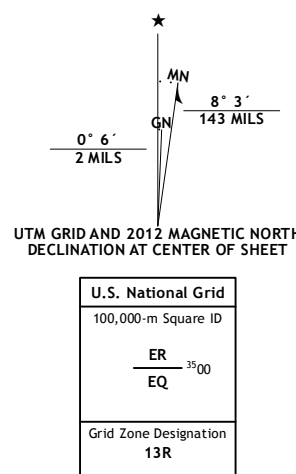 ★
MN
GN
8° 3´
143 MILS
0° 6´
2 MILS
UTM GRID AND 2012 MAGNETIC NORTH
DECLINATION AT CENTER OF SHEET
U.S. National Grid
100,000-m Square ID
ER
EQ
3500
Grid Zone Designation
13R